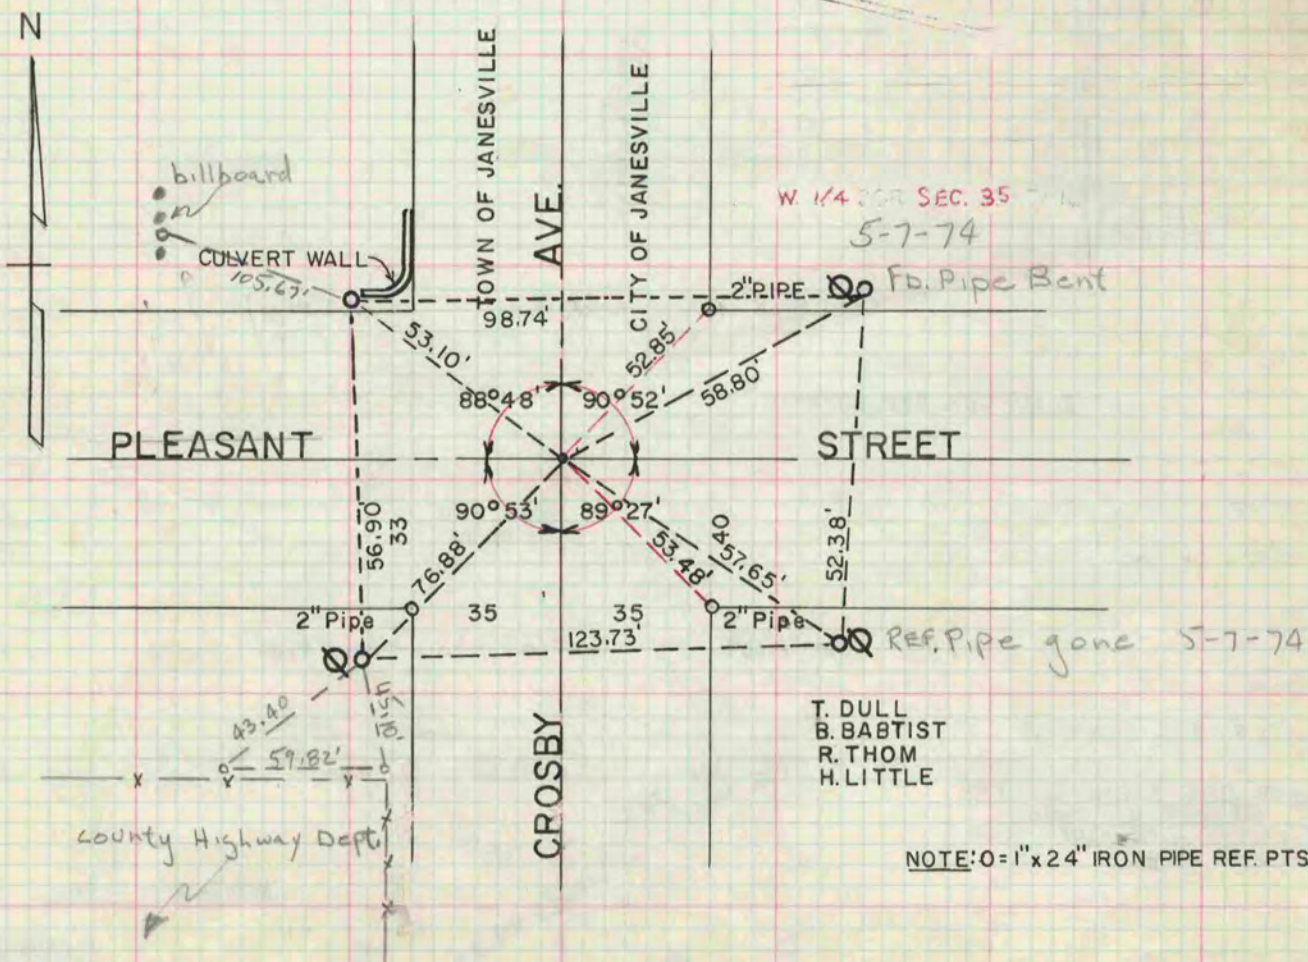 N
TOWN OF JANESVILLE
AVE.
CITY OF JANESVILLE
billboard
CULVERT WALL
W. 1/4 SEC. 35
5-7-74
2" PIPE
Fd. Pipe Bent
98.74'
53.10'
52.85'
58.80'
88°48'
90°52'
PLEASANT
STREET
90°53'
89°27'
56.90'
33
76.88'
53.48'
40
57.65'
52.38'
2" Pipe
35
35
2" Pipe
123.73'
REF. Pipe gone 5-7-74
43.40
59.82'
CROSBY
T. DULL
B. BABTIST
R. THOM
H. LITTLE
County Highway Dept.
NOTE: O = 1" x 24" IRON PIPE REF. PTS